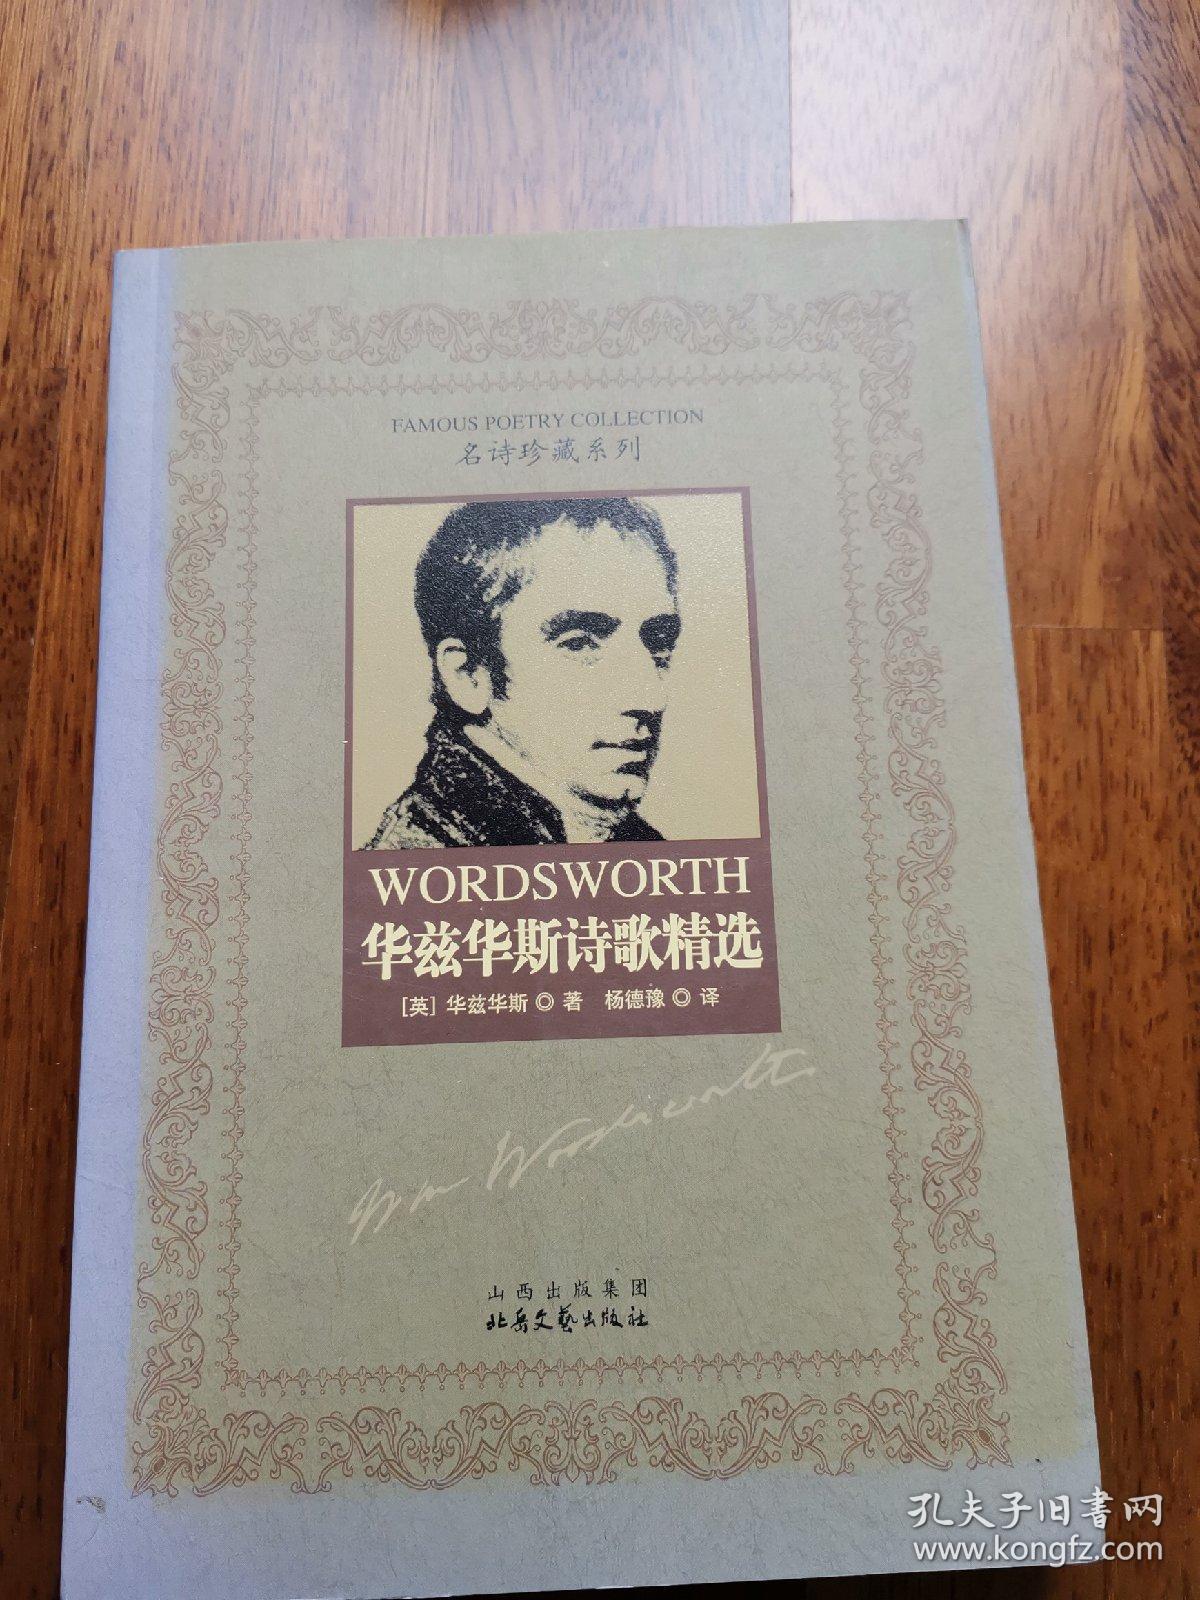 FAMOUS POETRY COLLECTION
名诗珍藏系列
WORDSWORTH
华兹华斯诗歌精选
[英] 华兹华斯◎著 杨德豫◎译
Wm Wordsworth
山西出版集团
北岳文艺出版社
孔夫子旧书网
www.kongfz.com